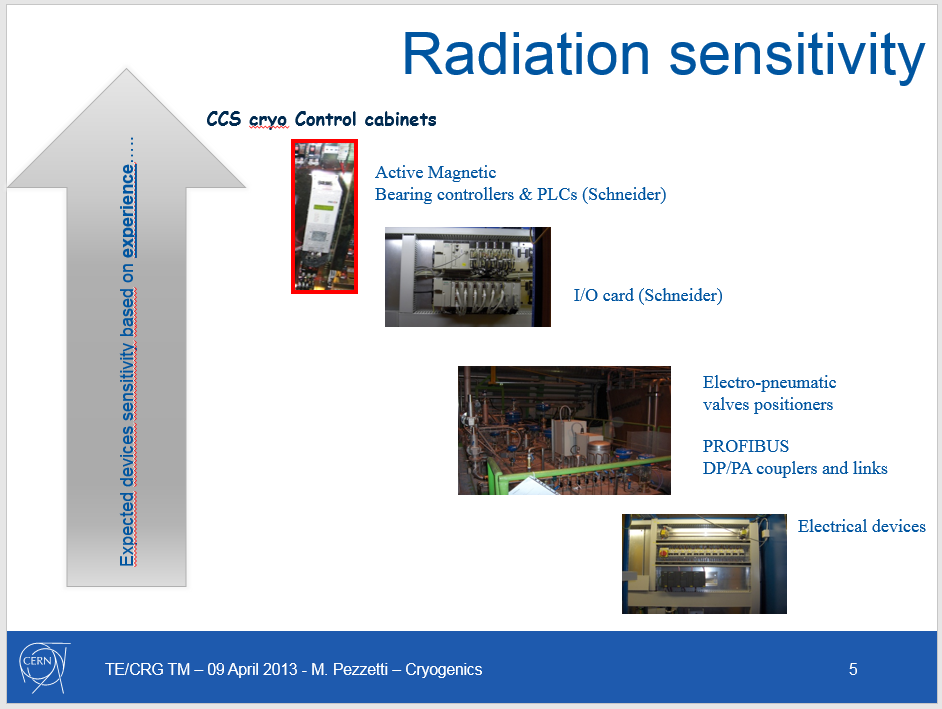 Radiation sensitivity
CCS cryo Control cabinets
Expected devices sensitivity based on experience.....
Active Magnetic
Bearing controllers & PLCs (Schneider)
I/O card (Schneider)
Electro-pneumatic
valves positioners
PROFIBUS
DP/PA couplers and links
Electrical devices
CERN
TE/CRG TM – 09 April 2013 - M. Pezzetti – Cryogenics
5